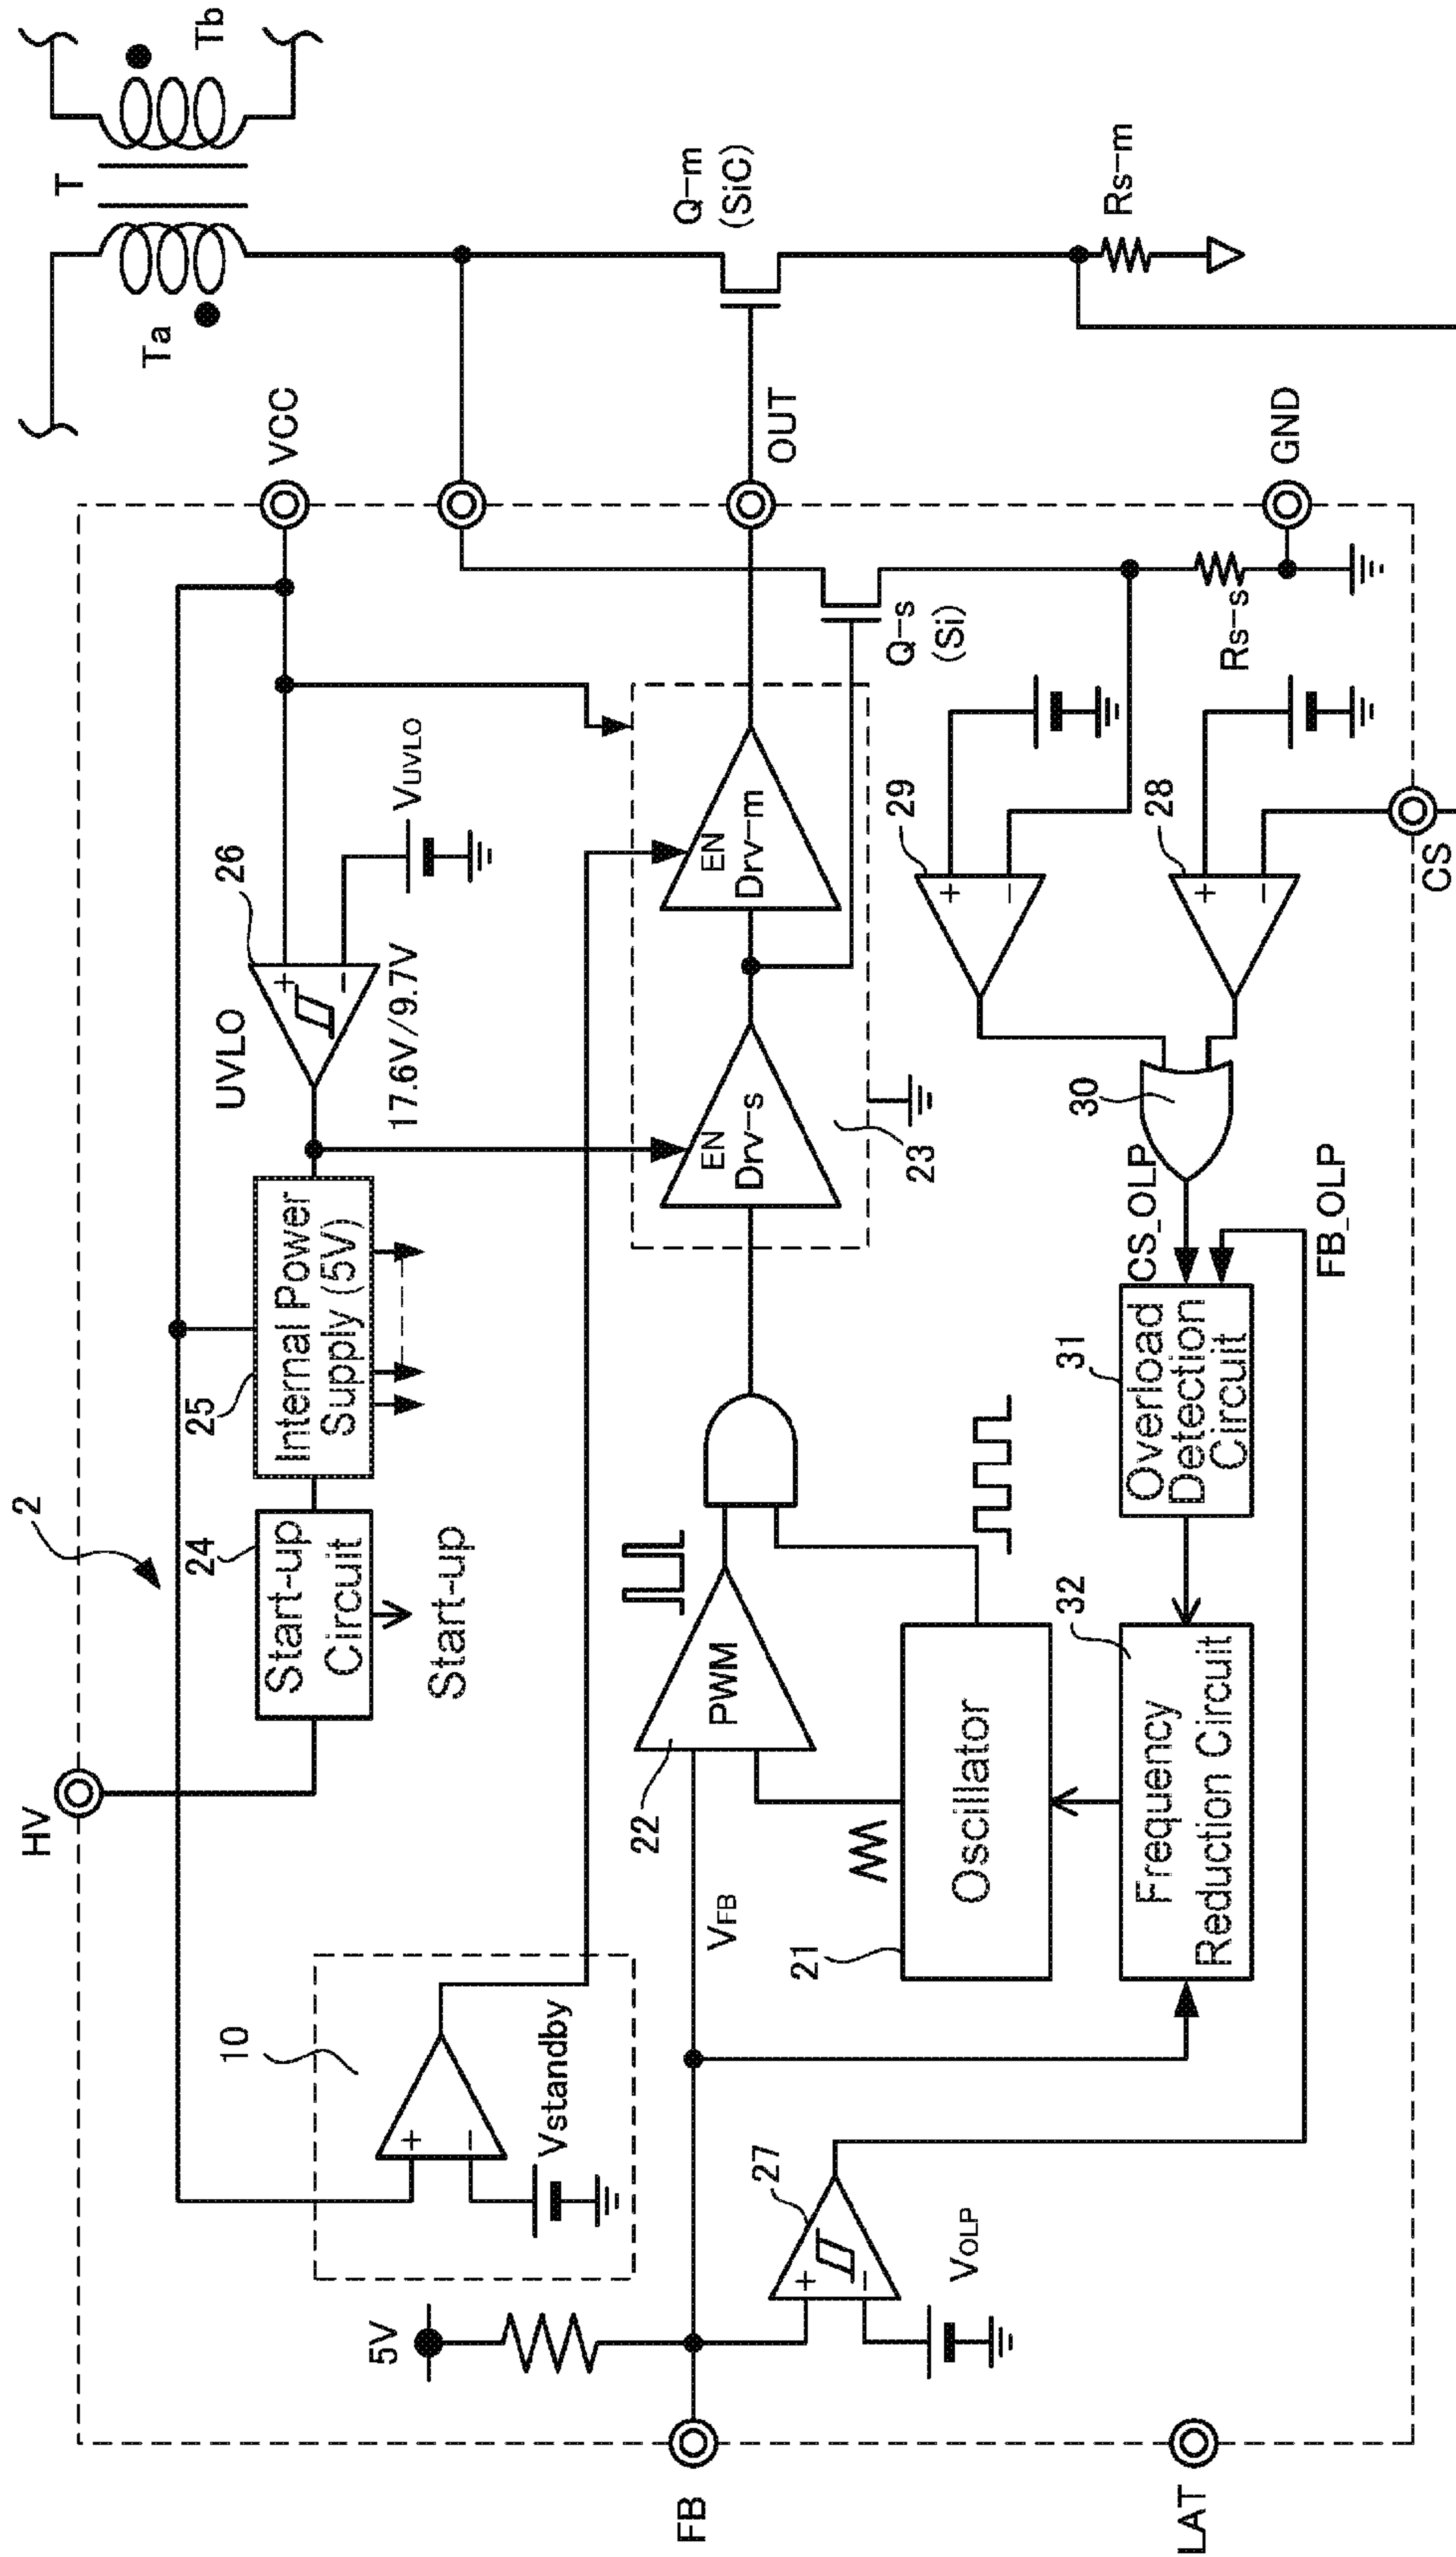 HV
2
T
Ta
Tb
VCC
24
Start-up
Circuit
Start-up
25
Internal Power
Supply (5V)
UVLO
26
+
−
17.6V/9.7V
VUVLO
10
+
−
Vstandby
5V
FB
VFB
22
PWM
23
EN
Drv-s
EN
Drv-m
OUT
Q-m
(SiC)
Q-s
(Si)
27
+
−
VOLP
21
Oscillator
29
+
−
28
+
−
Rs-s
GND
Rs-m
32
Frequency
Reduction Circuit
31
Overload
Detection
Circuit
30
CS_OLP
FB_OLP
LAT
CS